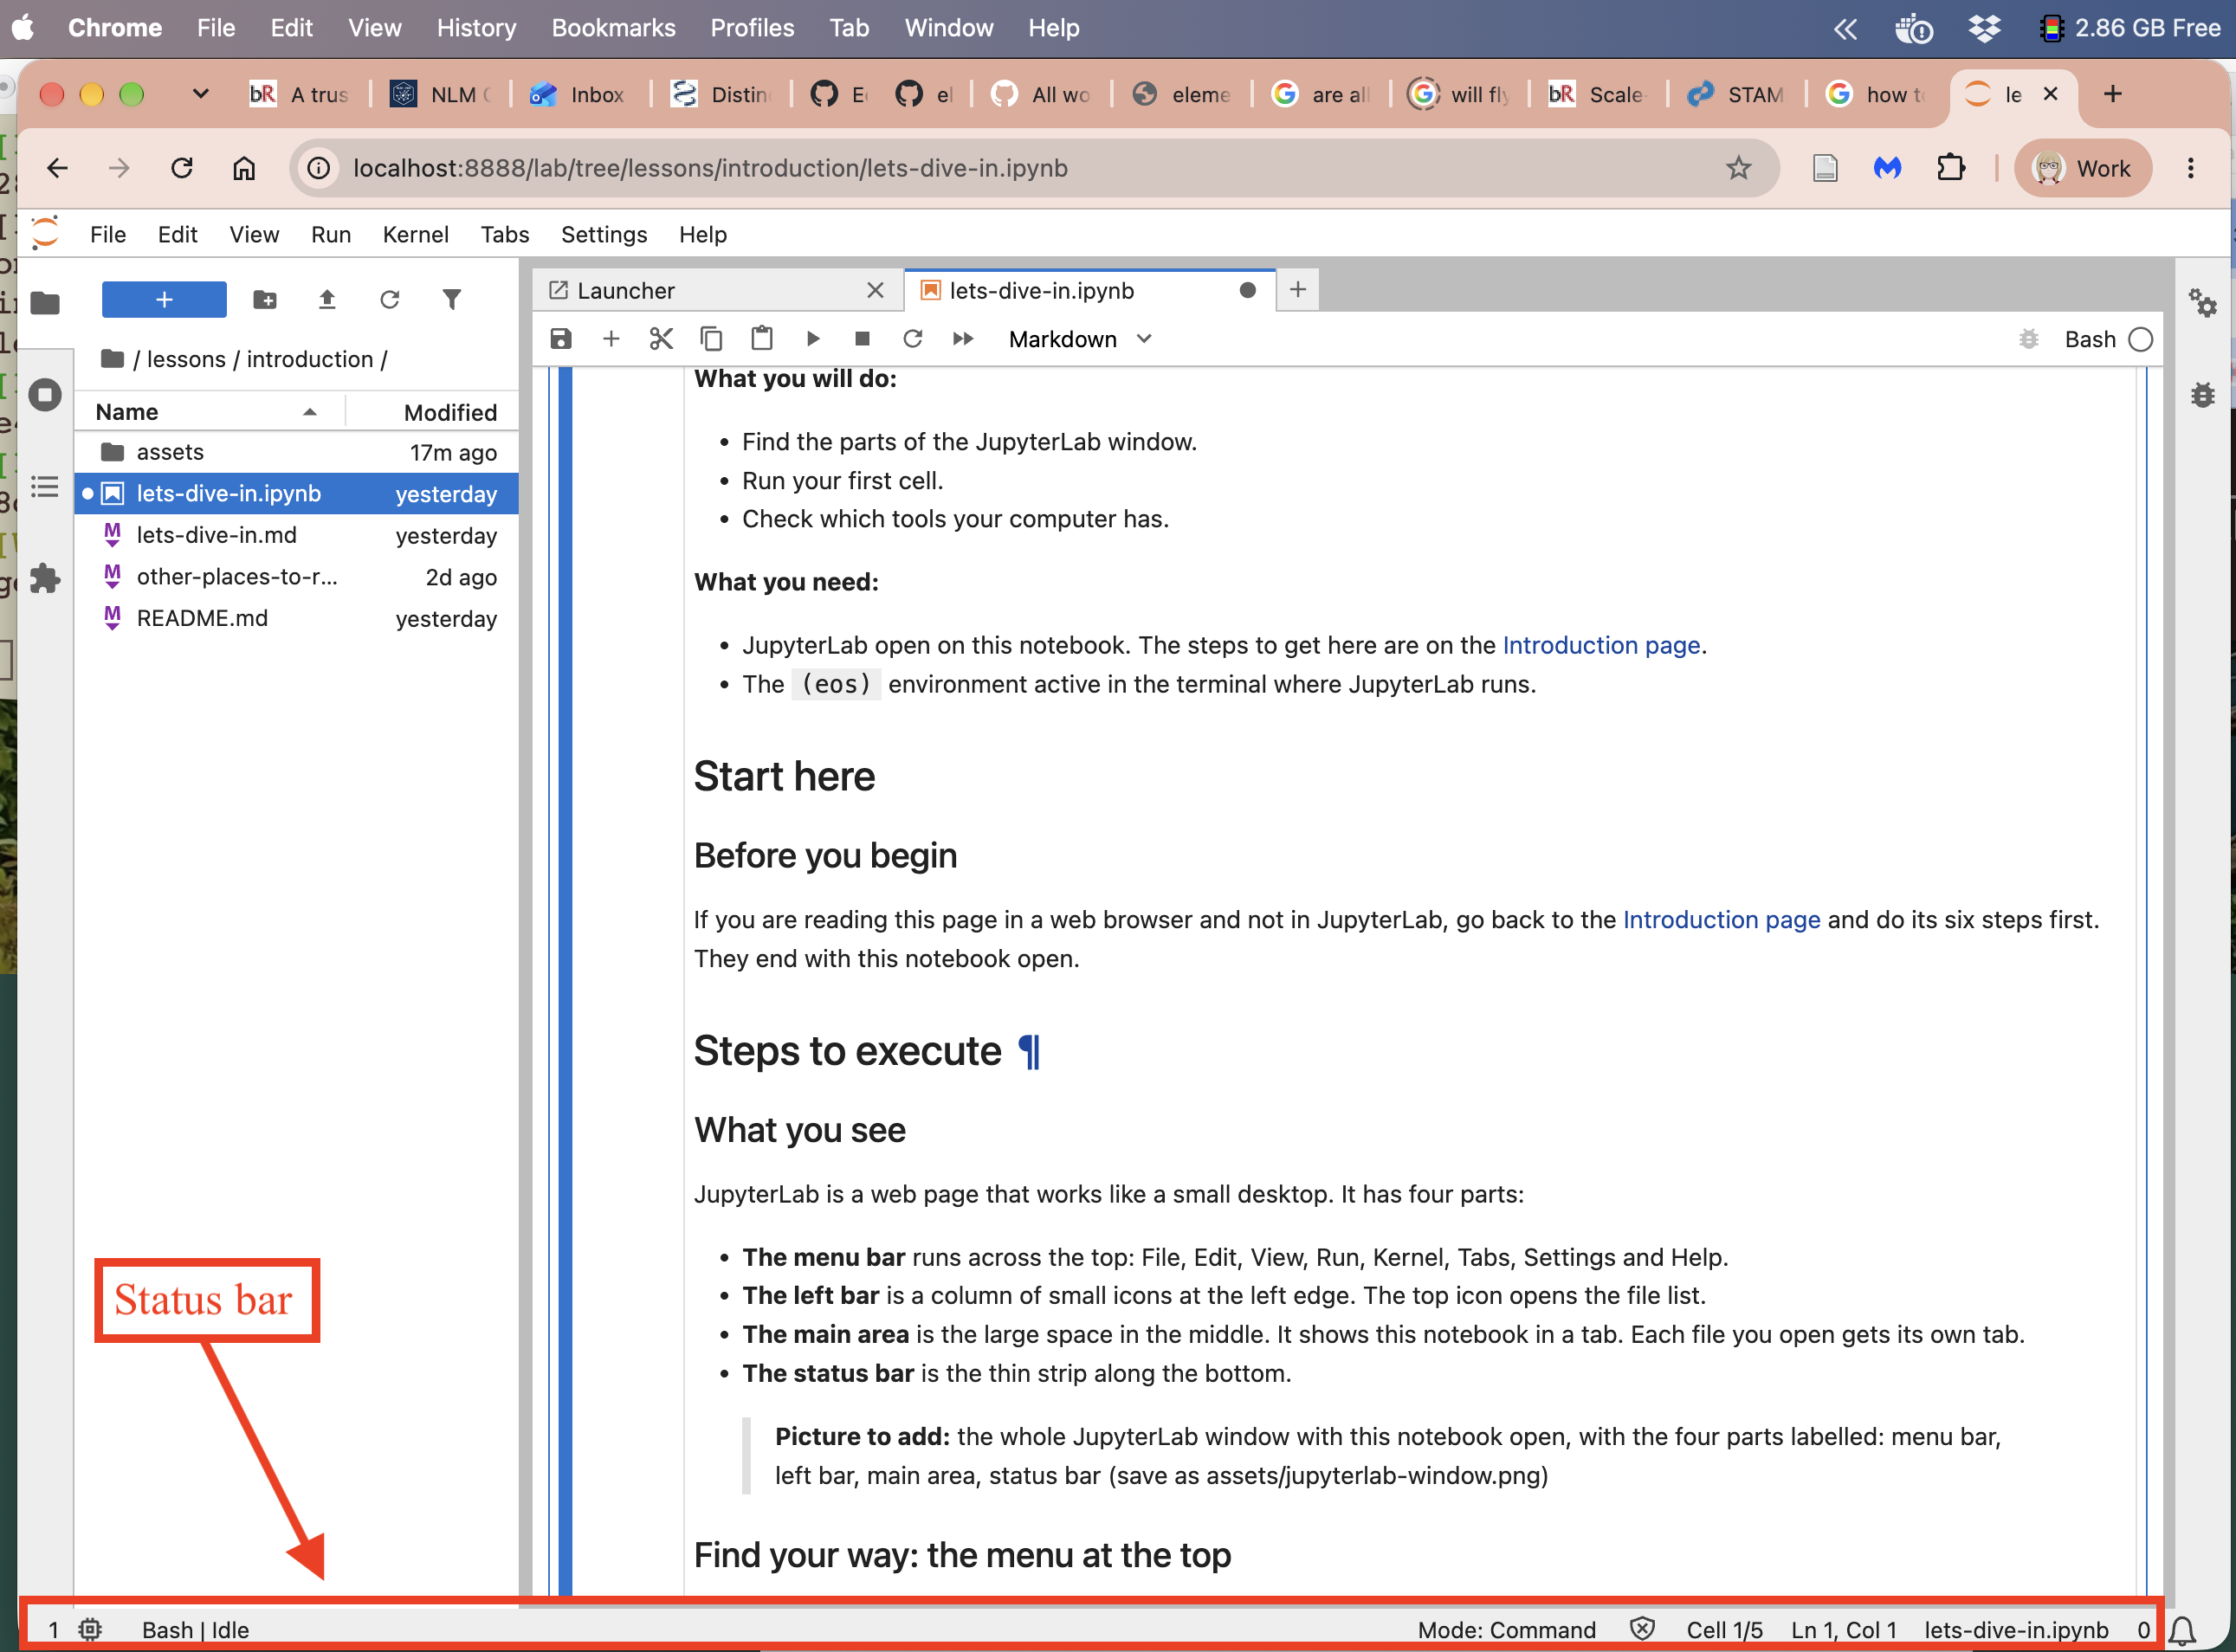 Chrome File Edit View History Bookmarks Profiles Tab Window Help 2.86 GB Free
A trus NLM Inbox Distin All wo eleme are all will fly Scale STAM how to le
localhost:8888/lab/tree/lessons/introduction/lets-dive-in.ipynb Work
File Edit View Run Kernel Tabs Settings Help
Launcher lets-dive-in.ipynb
Markdown Bash
/ lessons / introduction /
Name Modified
assets 17m ago
lets-dive-in.ipynb yesterday
lets-dive-in.md yesterday
other-places-to-r... 2d ago
README.md yesterday
What you will do:
• Find the parts of the JupyterLab window.
• Run your first cell.
• Check which tools your computer has.
What you need:
• JupyterLab open on this notebook. The steps to get here are on the Introduction page.
• The (eos) environment active in the terminal where JupyterLab runs.
Start here
Before you begin
If you are reading this page in a web browser and not in JupyterLab, go back to the Introduction page and do its six steps first.
They end with this notebook open.
Steps to execute ¶
What you see
JupyterLab is a web page that works like a small desktop. It has four parts:
• The menu bar runs across the top: File, Edit, View, Run, Kernel, Tabs, Settings and Help.
• The left bar is a column of small icons at the left edge. The top icon opens the file list.
• The main area is the large space in the middle. It shows this notebook in a tab. Each file you open gets its own tab.
• The status bar is the thin strip along the bottom.
Picture to add: the whole JupyterLab window with this notebook open, with the four parts labelled: menu bar,
left bar, main area, status bar (save as assets/jupyterlab-window.png)
Find your way: the menu at the top
Status bar
1 Bash | Idle Mode: Command Cell 1/5 Ln 1, Col 1 lets-dive-in.ipynb 0